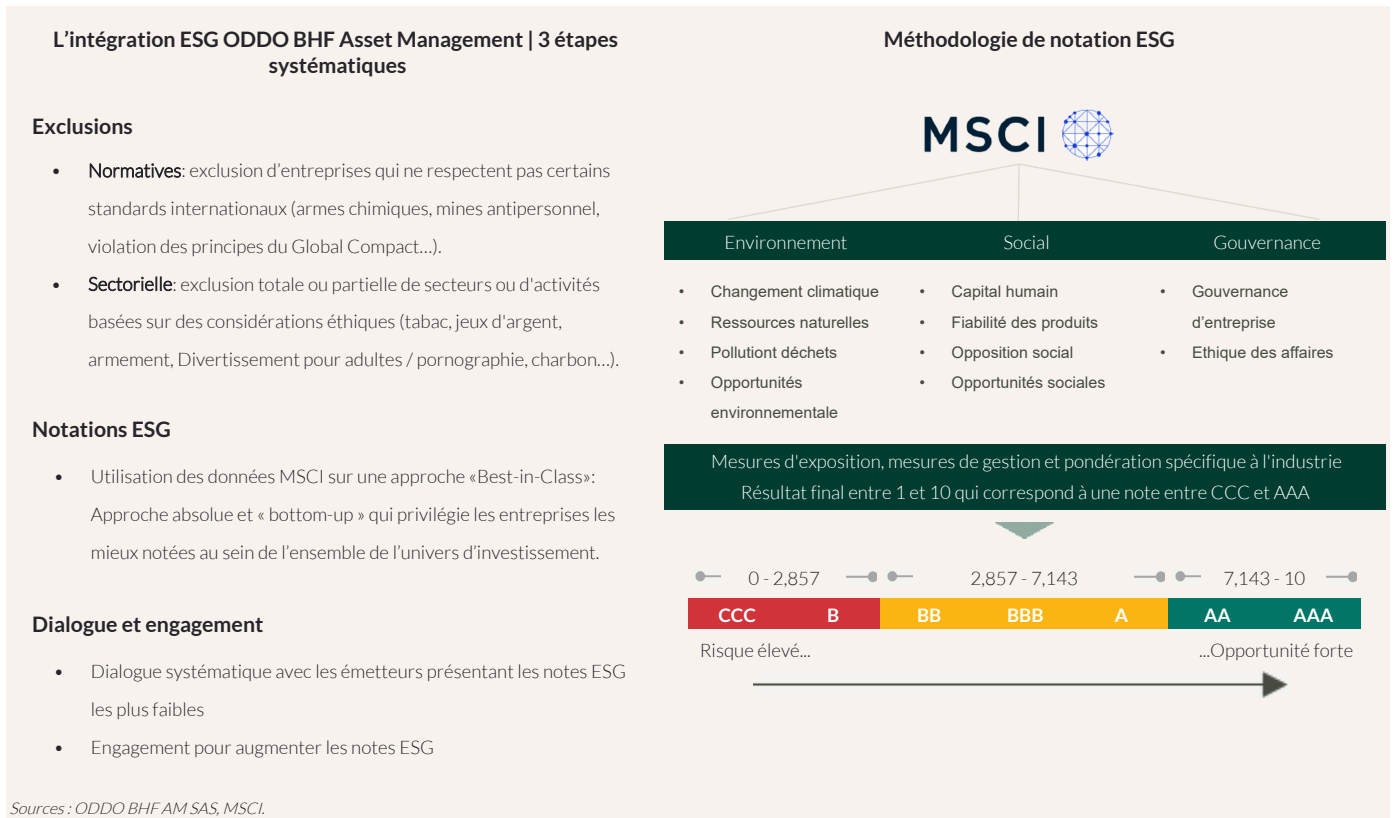 L’intégration ESG ODDO BHF Asset Management | 3 étapes
systématiques
Exclusions
• Normatives: exclusion d’entreprises qui ne respectent pas certains
standards internationaux (armes chimiques, mines antipersonnel,
violation des principes du Global Compact…).
• Sectorielle: exclusion totale ou partielle de secteurs ou d'activités
basées sur des considérations éthiques (tabac, jeux d'argent,
armement, Divertissement pour adultes / pornographie, charbon…).
Notations ESG
• Utilisation des données MSCI sur une approche «Best-in-Class»:
Approche absolue et « bottom-up » qui privilégie les entreprises les
mieux notées au sein de l’ensemble de l’univers d’investissement.
Dialogue et engagement
• Dialogue systématique avec les émetteurs présentant les notes ESG
les plus faibles
• Engagement pour augmenter les notes ESG
Sources : ODDO BHF AM SAS, MSCI.
Méthodologie de notation ESG
MSCI
Environnement Social Gouvernance
• Changement climatique
• Ressources naturelles
• Pollutiont déchets
• Opportunités
environnementale
• Capital humain
• Fiabilité des produits
• Opposition social
• Opportunités sociales
• Gouvernance
d’entreprise
• Ethique des affaires
Mesures d'exposition, mesures de gestion et pondération spécifique à l'industrie
Résultat final entre 1 et 10 qui correspond à une note entre CCC et AAA
0 - 2,857 2,857 - 7,143 7,143 - 10
CCC B BB BBB A AA AAA
Risque élevé... ...Opportunité forte